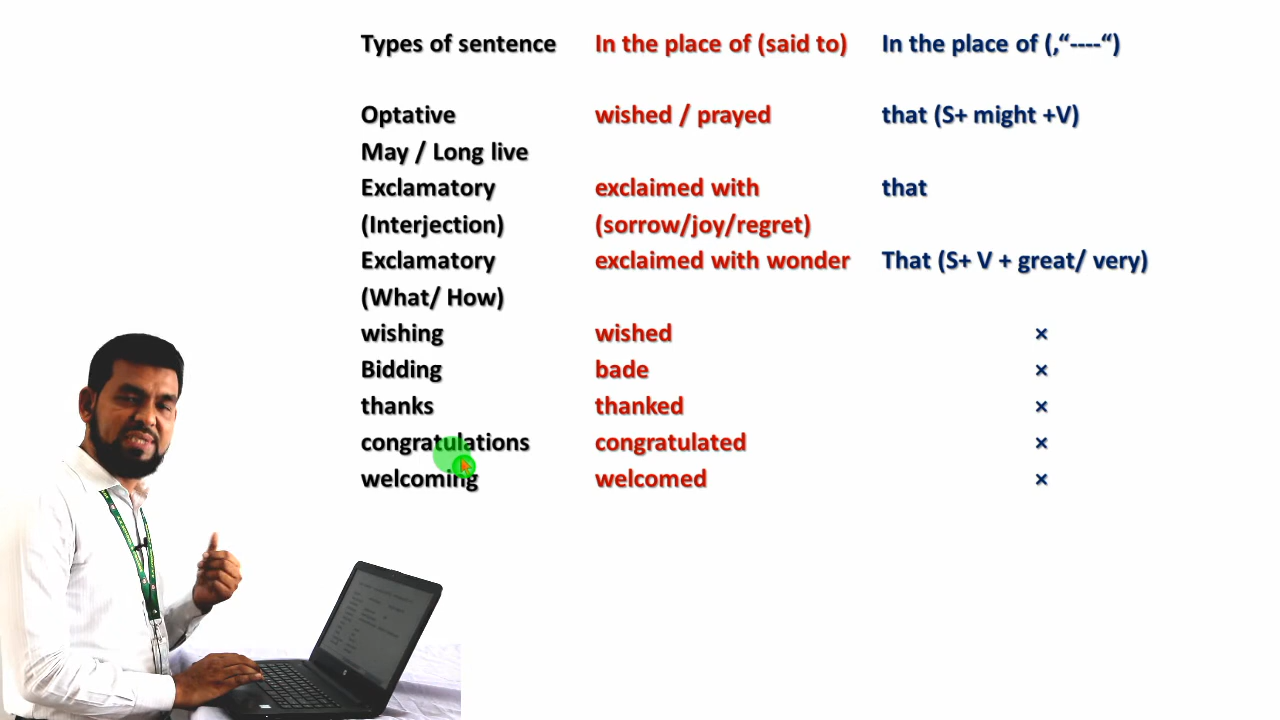 Types of sentence In the place of (said to) In the place of (,“----“)
Optative wished / prayed that (S+ might +V)
May / Long live
Exclamatory exclaimed with that
(Interjection) (sorrow/joy/regret)
Exclamatory exclaimed with wonder That (S+ V + great/ very)
(What/ How)
wishing wished ×
Bidding bade ×
thanks thanked ×
congratulations congratulated ×
welcoming welcomed ×